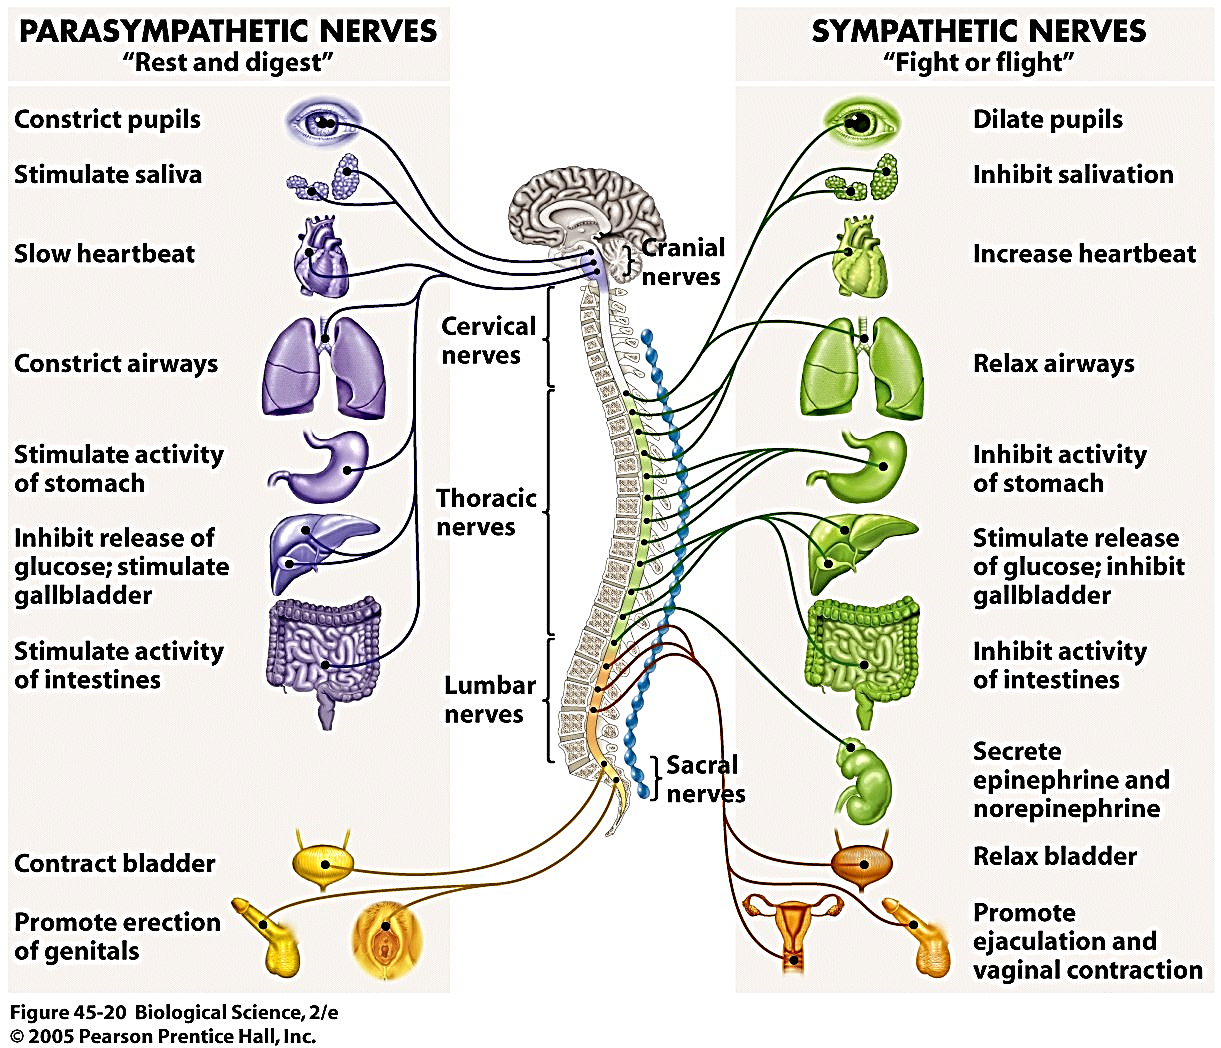 PARASYMPATHETIC NERVES
“Rest and digest”
Constrict pupils
Stimulate saliva
Slow heartbeat
Constrict airways
Stimulate activity
of stomach
Inhibit release of
glucose; stimulate
gallbladder
Stimulate activity
of intestines
Contract bladder
Promote erection
of genitals
Cranial
nerves
Cervical
nerves
Thoracic
nerves
Lumbar
nerves
Sacral
nerves
SYMPATHETIC NERVES
“Fight or flight”
Dilate pupils
Inhibit salivation
Increase heartbeat
Relax airways
Inhibit activity
of stomach
Stimulate release
of glucose; inhibit
gallbladder
Inhibit activity
of intestines
Secrete
epinephrine and
norepinephrine
Relax bladder
Promote
ejaculation and
vaginal contraction
Figure 45-20 Biological Science, 2/e
© 2005 Pearson Prentice Hall, Inc.